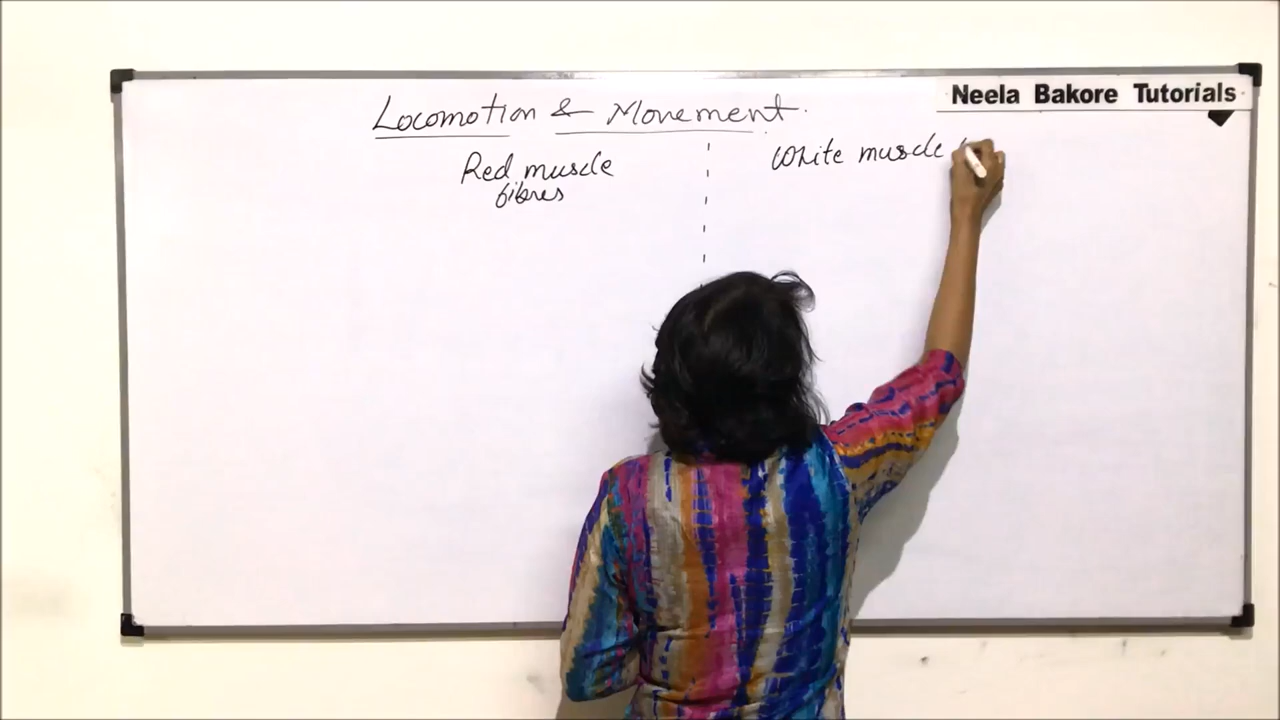 Neela Bakore Tutorials
Locomotion & Movement
Red muscle
fibres
White muscle